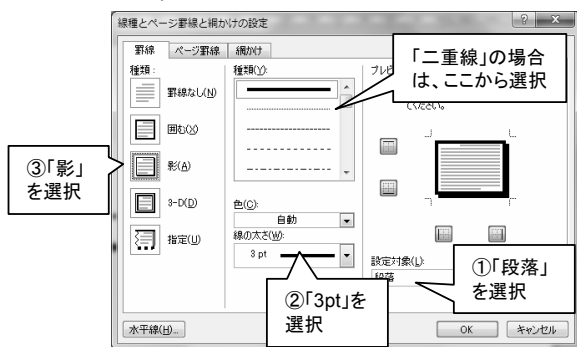 線種とページ罫線と網かけの設定
罫線 ページ罫線 網かけ
種類:
罫線なし(N)
囲む(X)
影(A)
3-D(D)
指定(U)
種類(Y):
色(C):
自動
線の太さ(W):
3 pt
「二重線」の場合
は、ここから選択
ください。
設定対象(L):
段落
③「影」
を選択
②「3pt」を
選択
①「段落」
を選択
水平線(H)...
OK
キャンセル